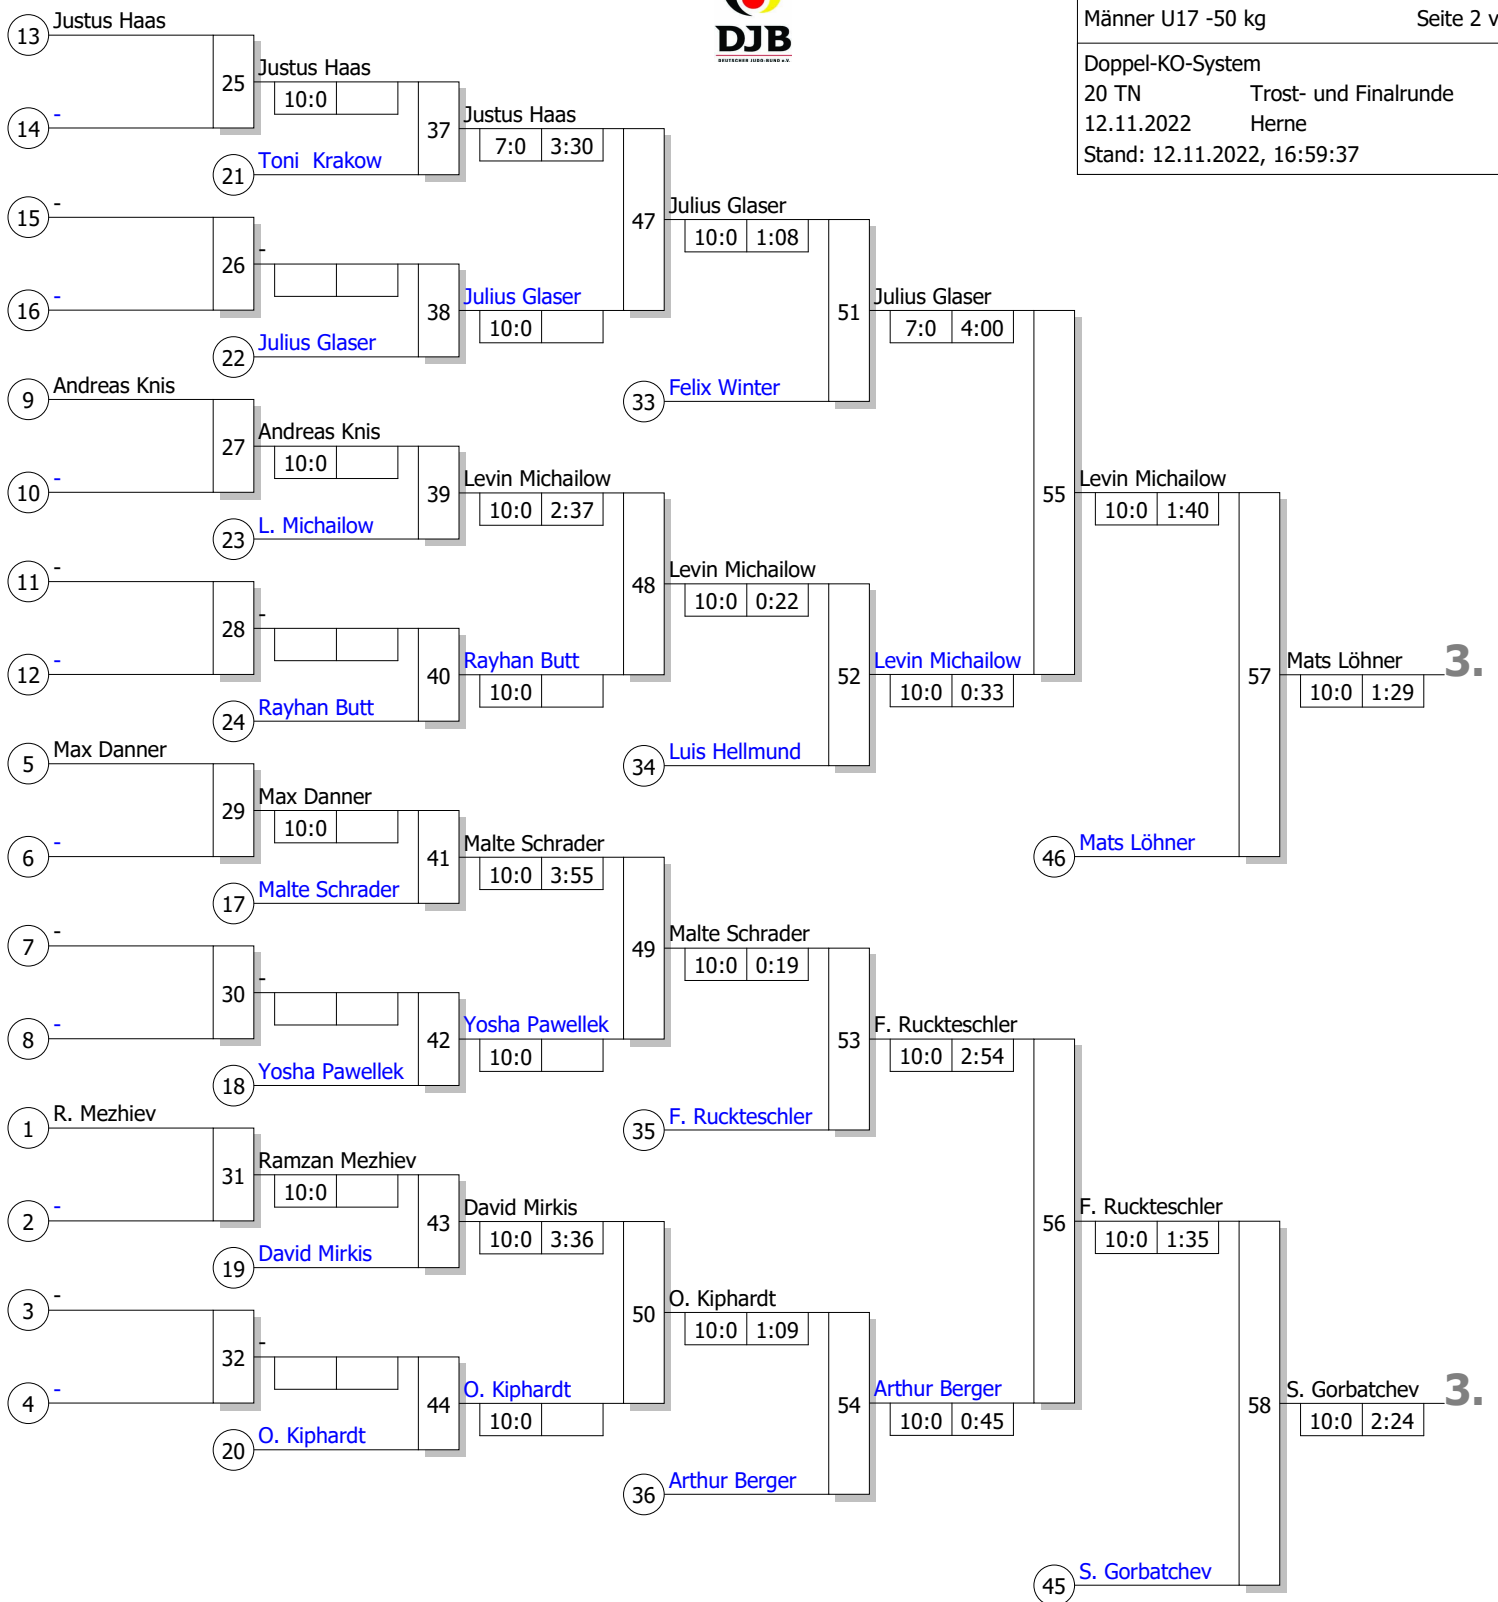 DJB
DEUTSCHER JUDO-BUND e.V.
Männer U17 -50 kg
Seite 2 v
Doppel-KO-System
20 TN
Trost- und Finalrunde
12.11.2022
Herne
Stand: 12.11.2022, 16:59:37
13
Justus Haas
14
-
25
Justus Haas
10:0
21
Toni  Krakow
37
Justus Haas
7:0
3:30
15
-
16
-
26
-
22
Julius Glaser
38
Julius Glaser
10:0
47
Julius Glaser
10:0
1:08
33
Felix Winter
51
Julius Glaser
7:0
4:00
9
Andreas Knis
10
-
27
Andreas Knis
10:0
23
L. Michailow
39
Levin Michailow
10:0
2:37
11
-
12
-
28
-
24
Rayhan Butt
40
Rayhan Butt
10:0
48
Levin Michailow
10:0
0:22
34
Luis Hellmund
52
Levin Michailow
10:0
0:33
55
Levin Michailow
10:0
1:40
46
Mats Löhner
57
Mats Löhner
10:0
1:29
3.
5
Max Danner
6
-
29
Max Danner
10:0
17
Malte Schrader
41
Malte Schrader
10:0
3:55
7
-
8
-
30
-
18
Yosha Pawellek
42
Yosha Pawellek
10:0
49
Malte Schrader
10:0
0:19
35
F. Ruckteschler
53
F. Ruckteschler
10:0
2:54
1
R. Mezhiev
2
-
31
Ramzan Mezhiev
10:0
19
David Mirkis
43
David Mirkis
10:0
3:36
3
-
4
-
32
-
20
O. Kiphardt
44
O. Kiphardt
10:0
50
O. Kiphardt
10:0
1:09
36
Arthur Berger
54
Arthur Berger
10:0
0:45
56
F. Ruckteschler
10:0
1:35
45
S. Gorbatchev
58
S. Gorbatchev
10:0
2:24
3.